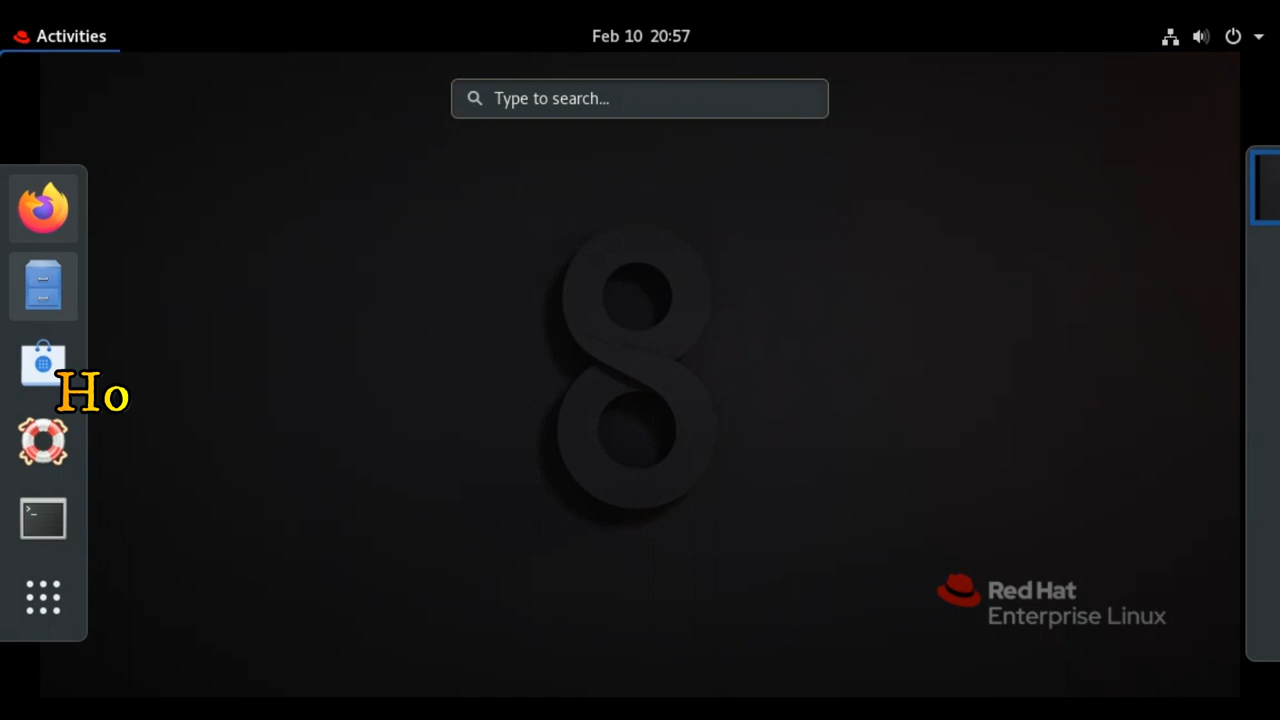 Activities
Feb 10 20:57
Type to search...
Ho
8
Red Hat
Enterprise Linux